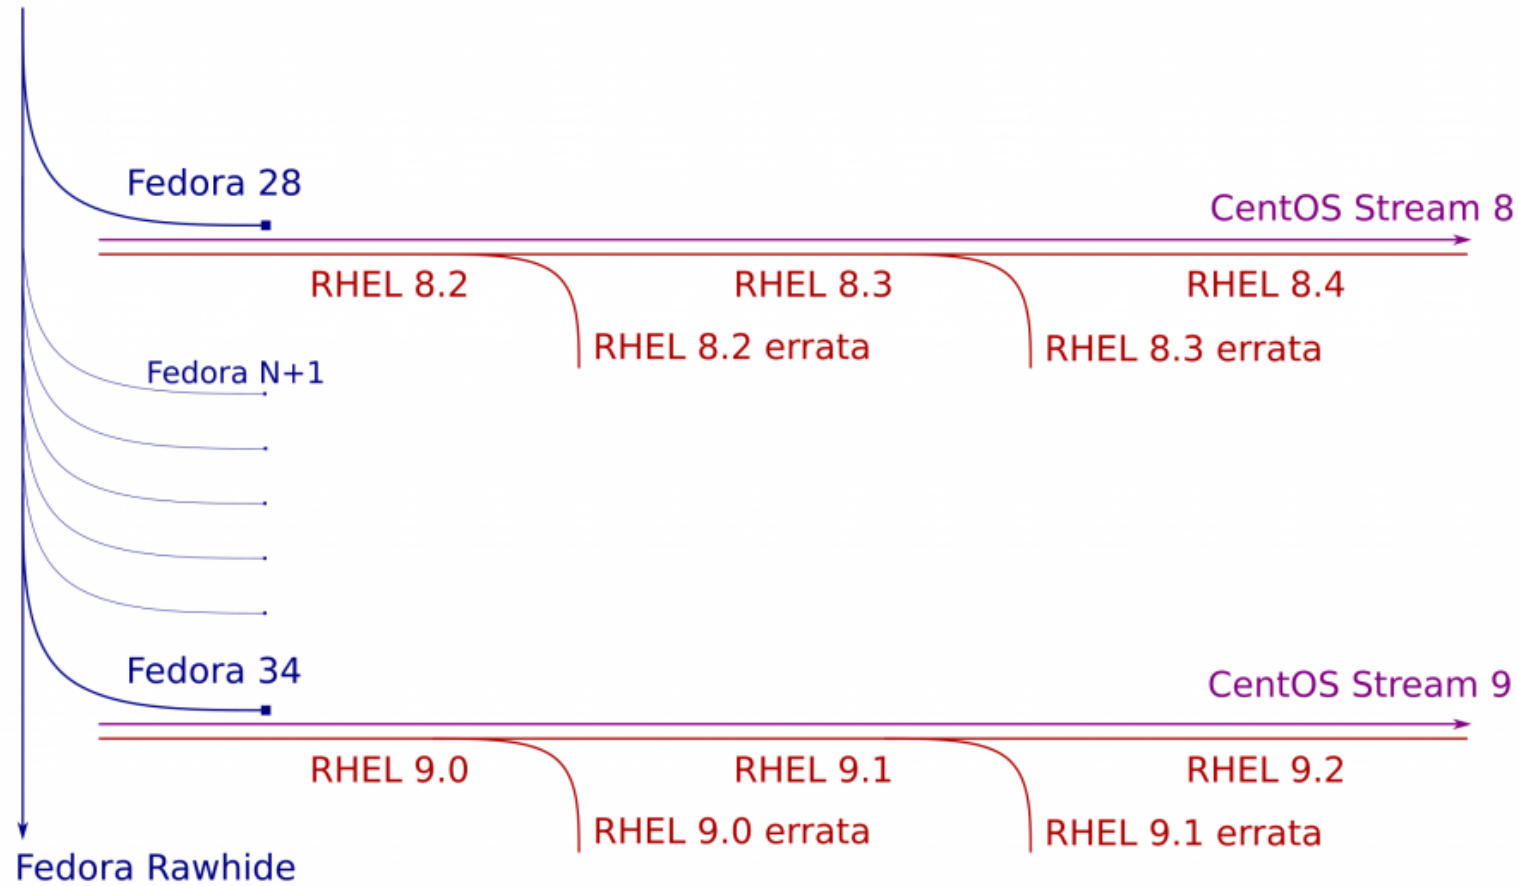 Fedora 28
CentOS Stream 8
RHEL 8.2
RHEL 8.3
RHEL 8.4
RHEL 8.2 errata
RHEL 8.3 errata
Fedora N+1
Fedora 34
CentOS Stream 9
RHEL 9.0
RHEL 9.1
RHEL 9.2
RHEL 9.0 errata
RHEL 9.1 errata
Fedora Rawhide